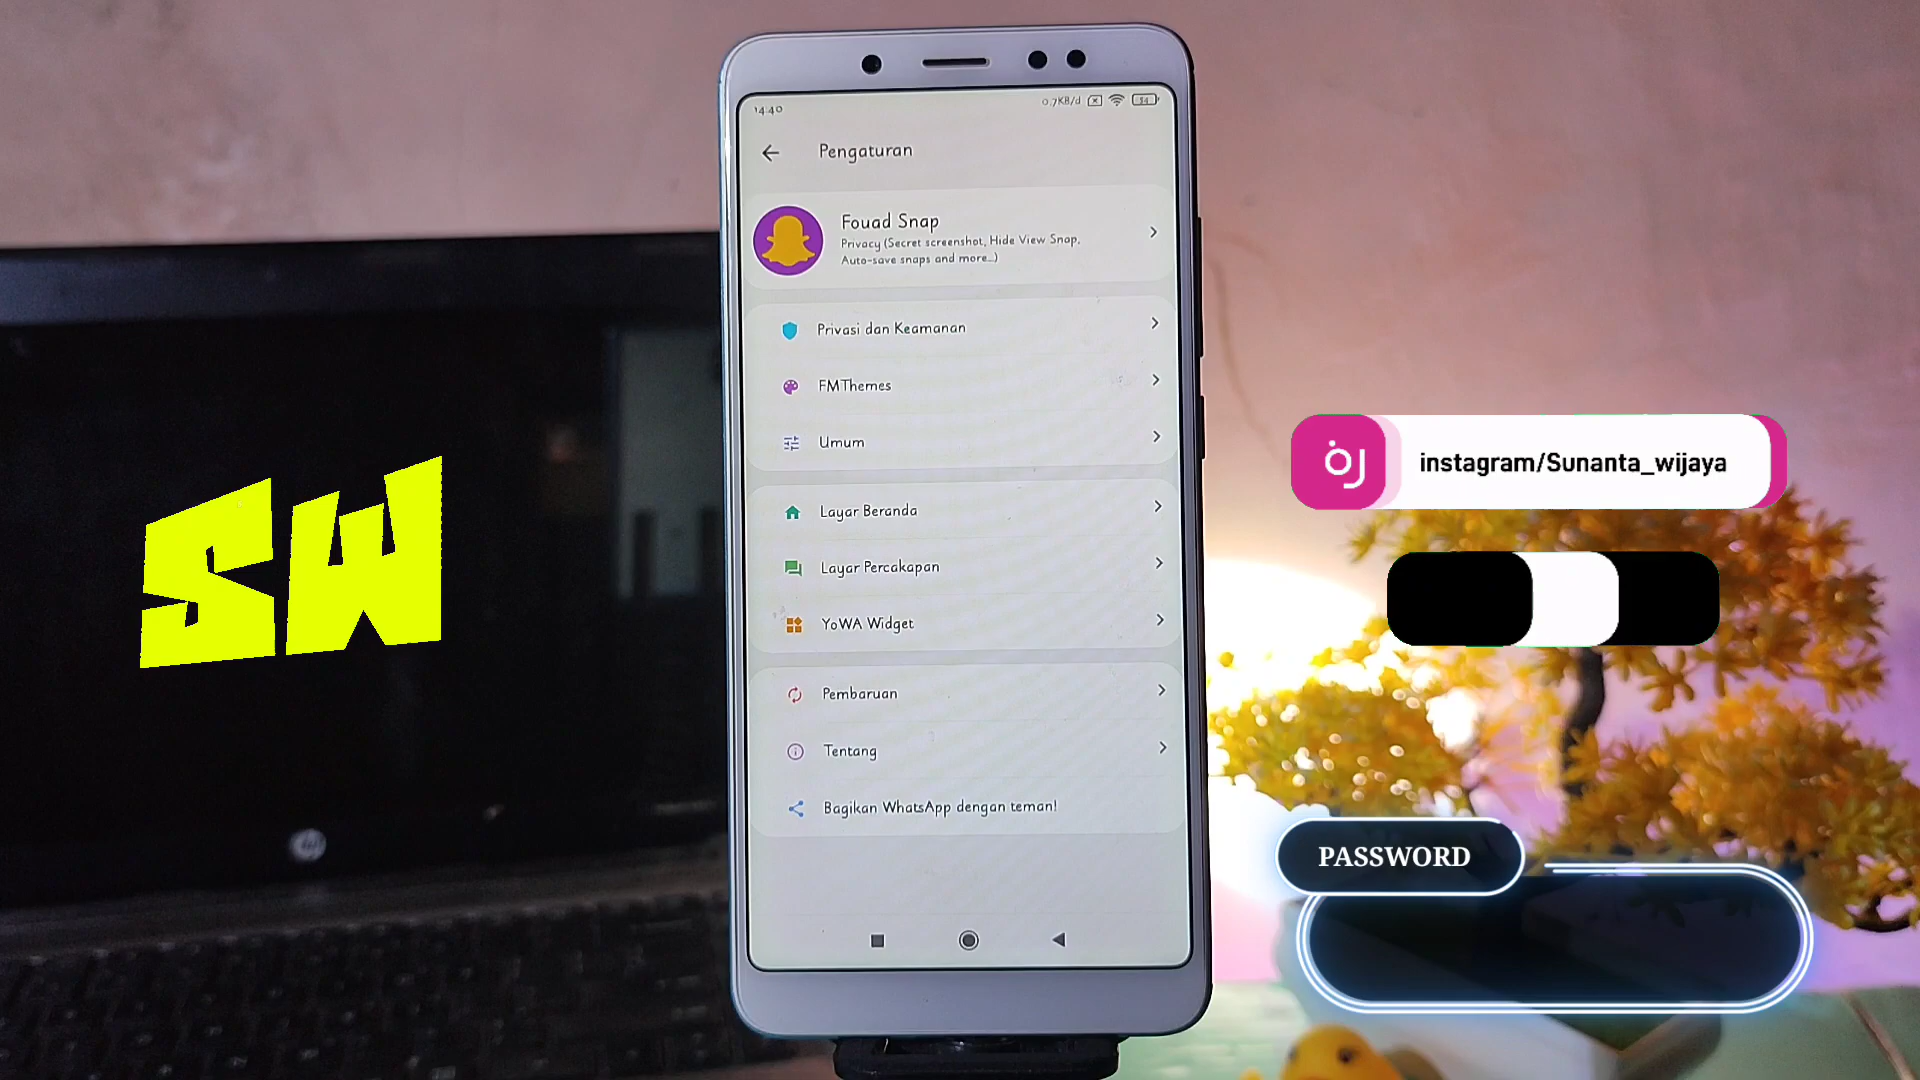 14.40
0.7KB/d
54
Pengaturan
Fouad Snap
Privacy (Secret screenshot, Hide View Snap,
Auto-save snaps and more...)
Privasi dan Keamanan
FMThemes
Umum
Layar Beranda
Layar Percakapan
YoWA Widget
Pembaruan
Tentang
Bagikan WhatsApp dengan teman!
SW
hp
instagram/Sunanta_wijaya
PASSWORD